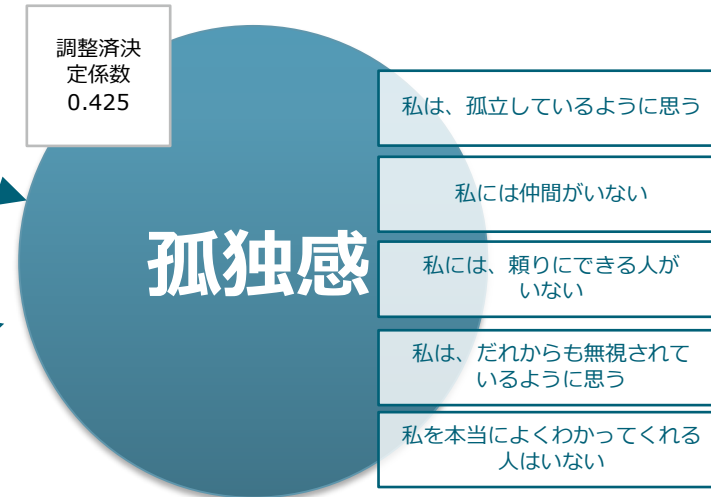 調整済決
定係数
0.425
私は、孤立しているように思う
私には仲間がいない
孤独感
私には、頼りにできる人が
いない
私は、だれからも無視されて
いるように思う
私を本当によくわかってくれる
人はいない